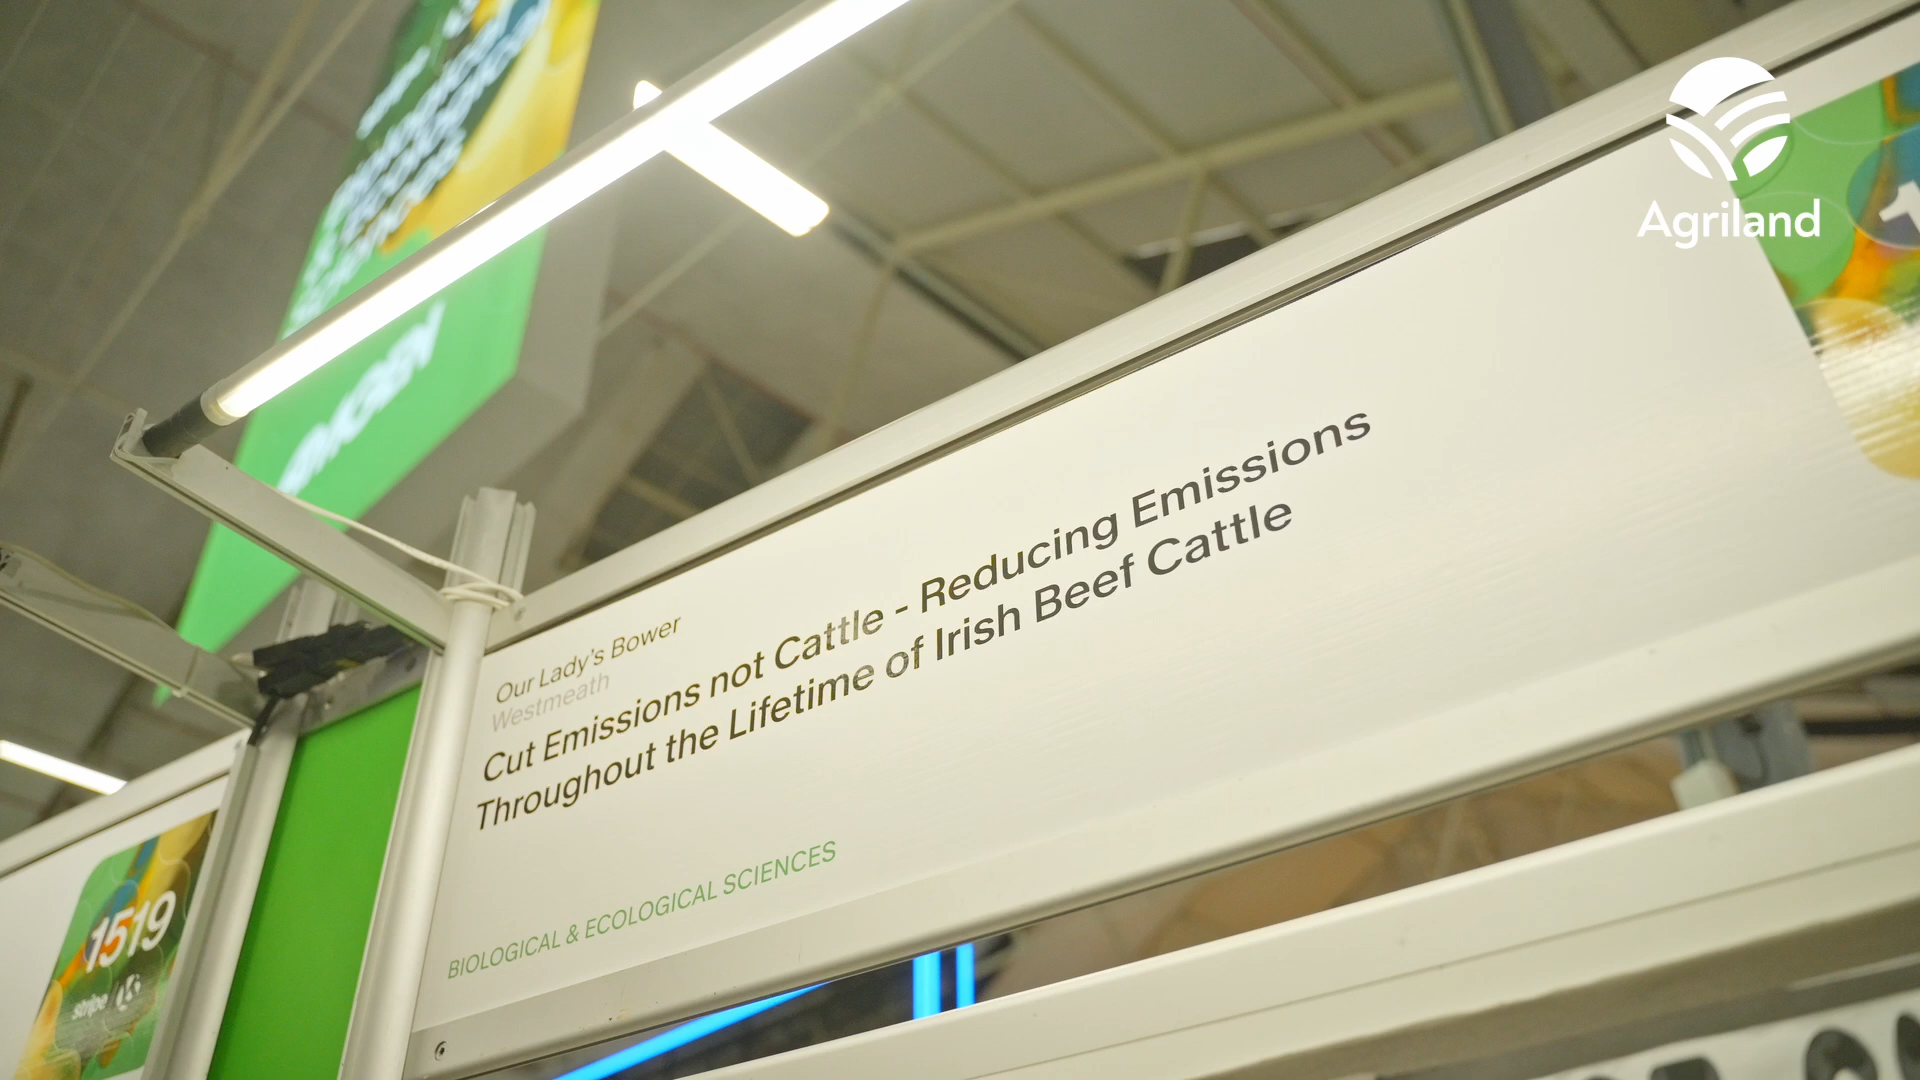 Agriland
Our Lady's Bower
Westmeath
Cut Emissions not Cattle - Reducing Emissions
Throughout the Lifetime of Irish Beef Cattle
BIOLOGICAL & ECOLOGICAL SCIENCES
1519
stripe